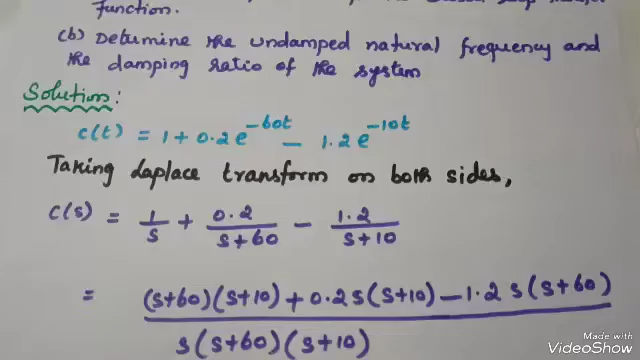 function.
(b) Determine the undamped natural frequency and
the damping ratio of the system
Solution:
c(t) = 1 + 0.2e^-60t - 1.2e^-10t
Taking Laplace transform on both sides,
C(s) = 1/s + 0.2/(s+60) - 1.2/(s+10)
= ((s+60)(s+10) + 0.2s(s+10) - 1.2s(s+60))/(s(s+60)(s+10))
Made with
VideoShow